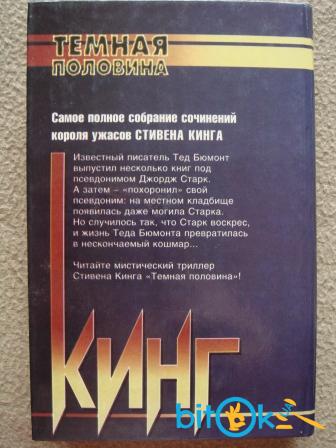 ТЕМНАЯ
ПОЛОВИНА
Самое полное собрание сочинений
короля ужасов СТИВЕНА КИНГА
Известный писатель Тед Бюмонт
выпустил несколько книг под
псевдонимом Джордж Старк.
А затем – «похоронил» свой
псевдоним: на местном кладбище
появилась даже могила Старка.
Но случилось так, что Старк воскрес,
и жизнь Теда Бюмонта превратилась
в нескончаемый кошмар...
Читайте мистический триллер
Стивена Кинга «Темная половина»!
КИНГ
bitOk
UA